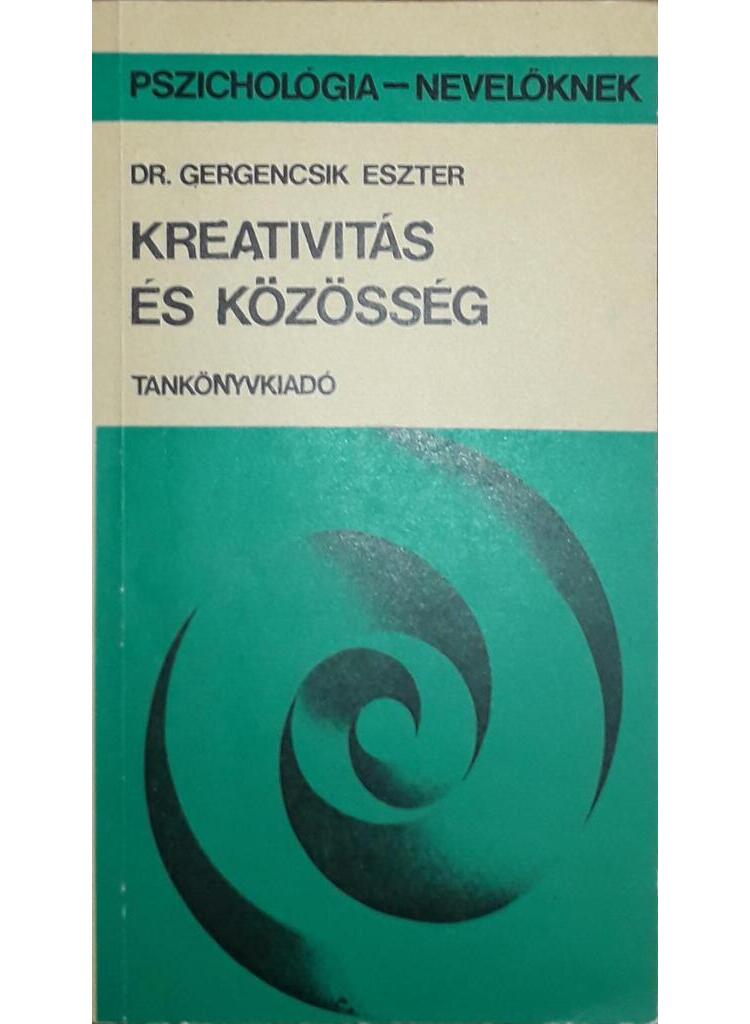 PSZICHOLÓGIA–NEVELŐKNEK
DR. GERGENCSIK ESZTER
KREATIVITÁS
ÉS KÖZÖSSÉG
TANKÖNYVKIADÓ